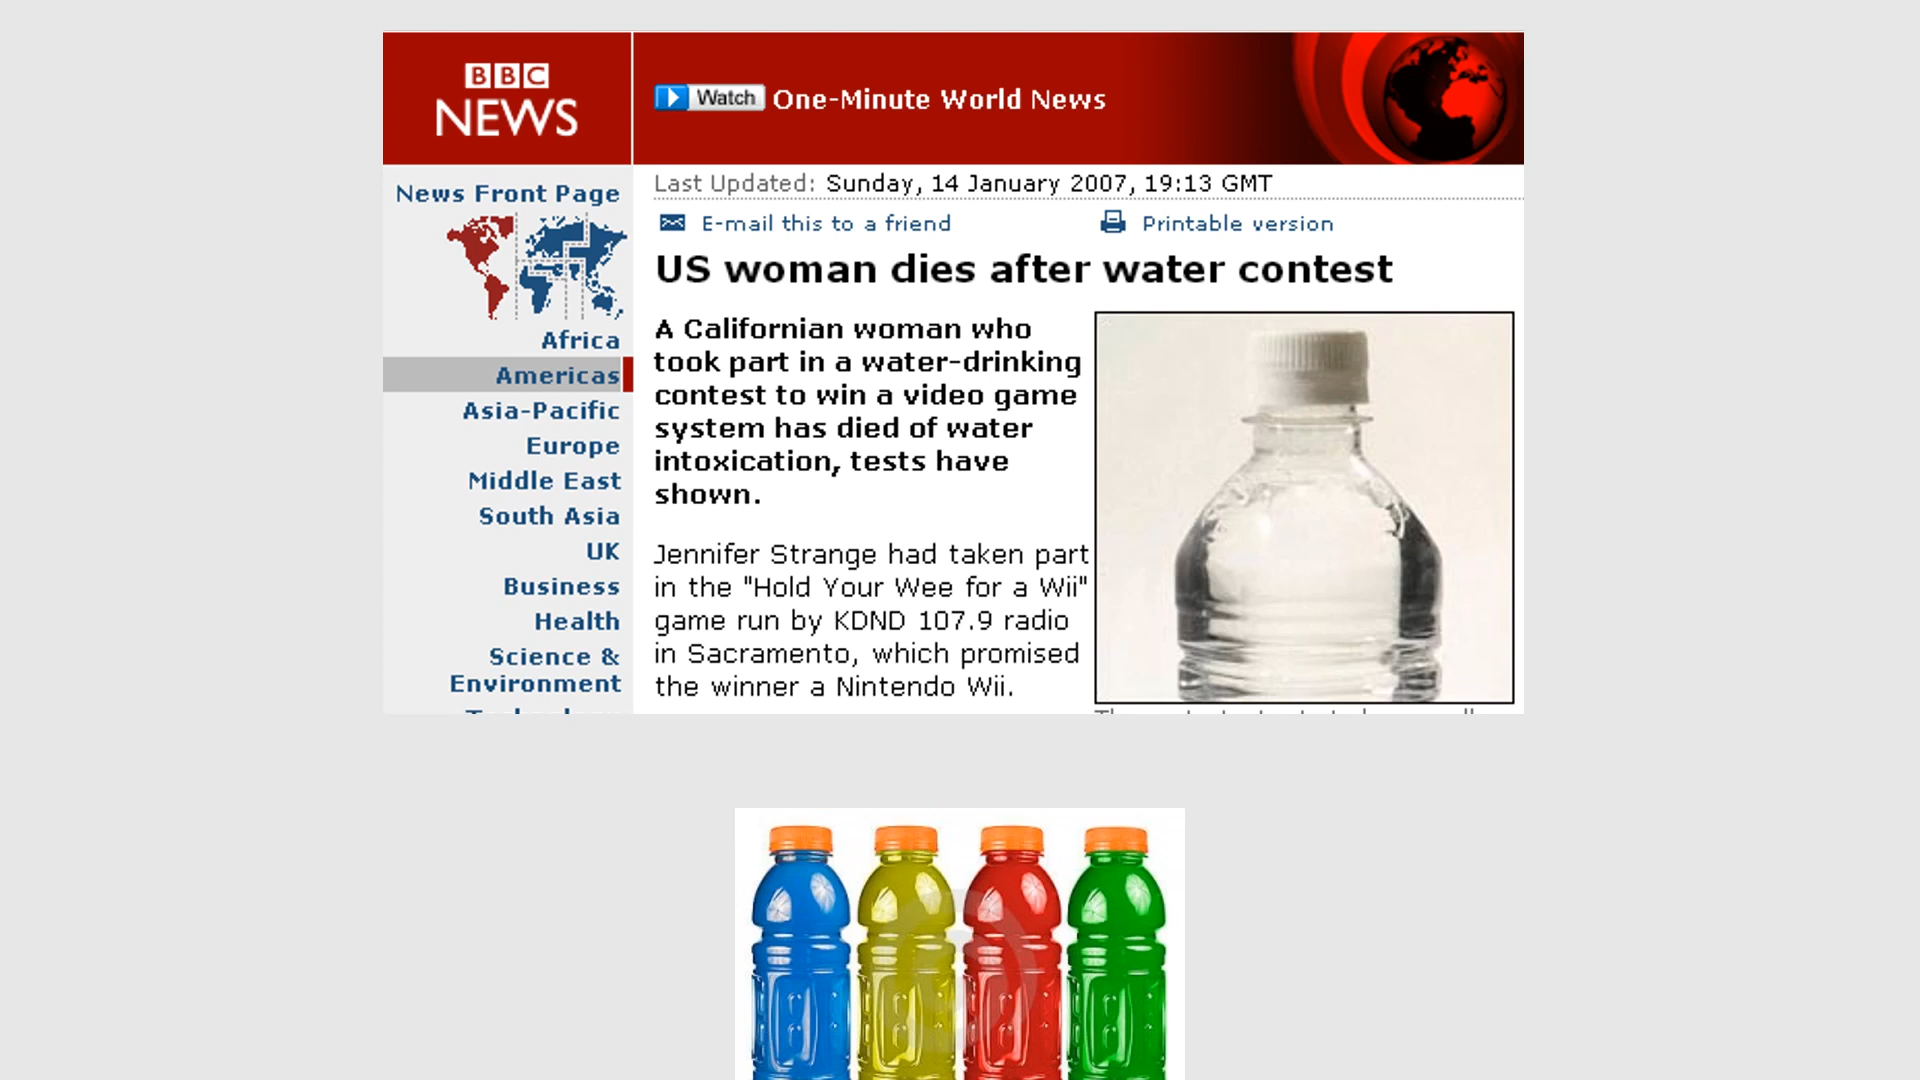 BBC
NEWS
Watch One-Minute World News
News Front Page
Africa
Americas
Asia-Pacific
Europe
Middle East
South Asia
UK
Business
Health
Science &
Environment
Last Updated: Sunday, 14 January 2007, 19:13 GMT
E-mail this to a friend
Printable version
US woman dies after water contest
A Californian woman who
took part in a water-drinking
contest to win a video game
system has died of water
intoxication, tests have
shown.
Jennifer Strange had taken part
in the "Hold Your Wee for a Wii"
game run by KDND 107.9 radio
in Sacramento, which promised
the winner a Nintendo Wii.